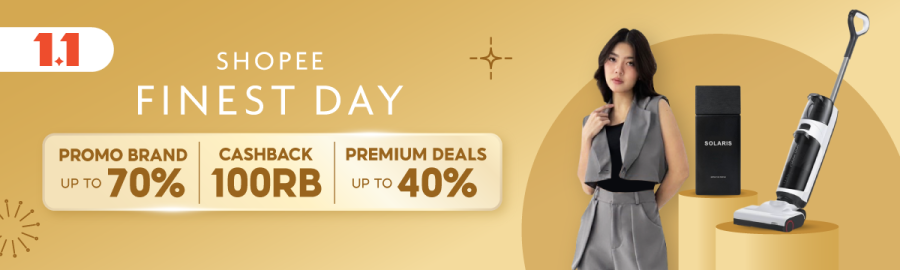 1.1
SHOPEE
FINEST DAY
PROMO BRAND
UP TO 70%
CASHBACK
100RB
PREMIUM DEALS
UP TO 40%
SOLARIS